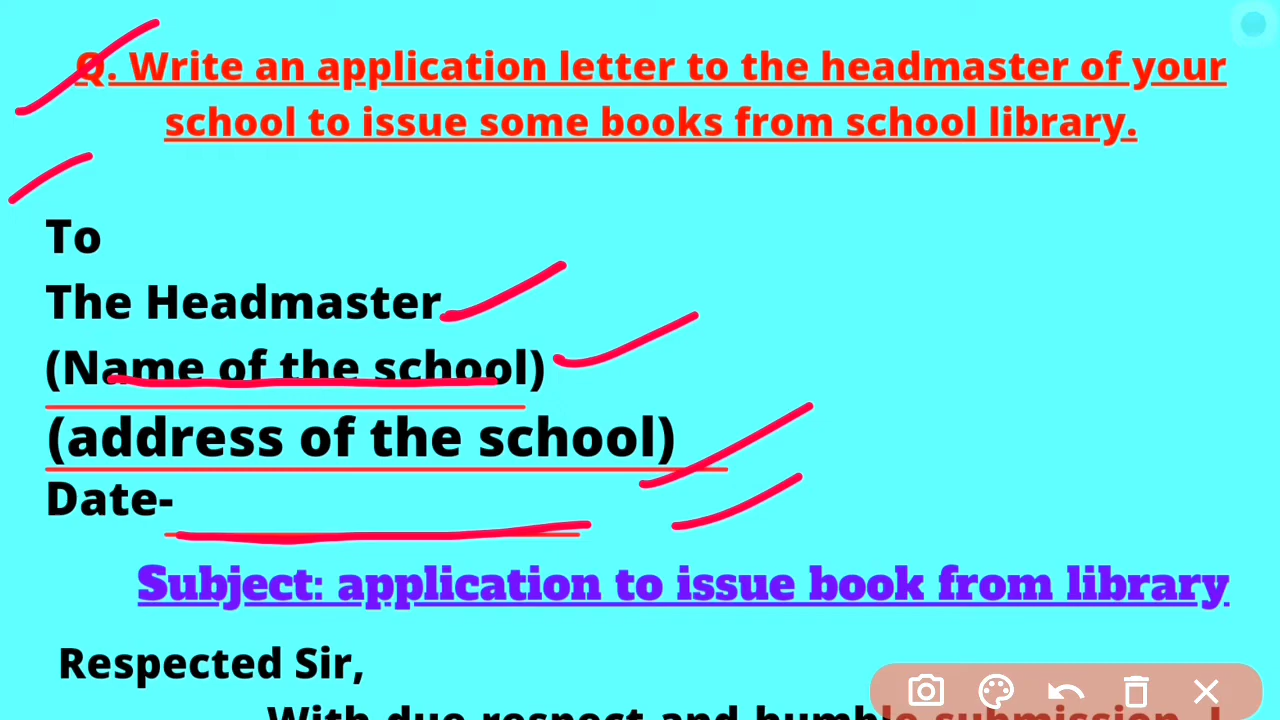 Q. Write an application letter to the headmaster of your
school to issue some books from school library.
To
The Headmaster
(Name of the school)
(address of the school)
Date-
Subject: application to issue book from library
Respected Sir,
With due respect and humble submission, I